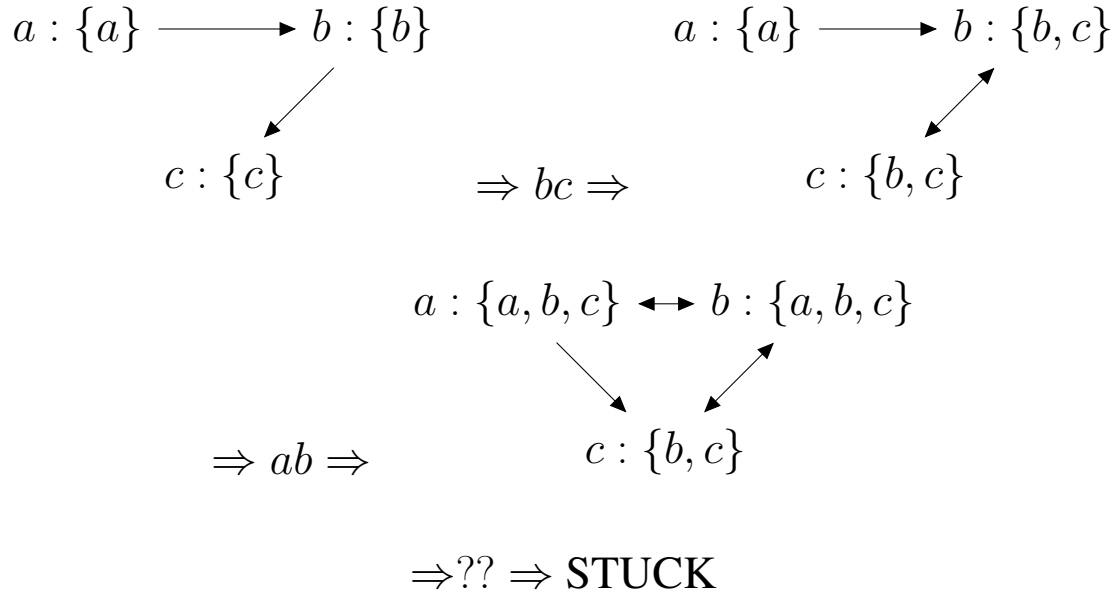 a : {a} b : {b} a : {a} b : {b, c}
c : {c} ⇒ bc ⇒ c : {b, c}
a : {a, b, c} b : {a, b, c}
⇒ ab ⇒ c : {b, c}
⇒?? ⇒ STUCK